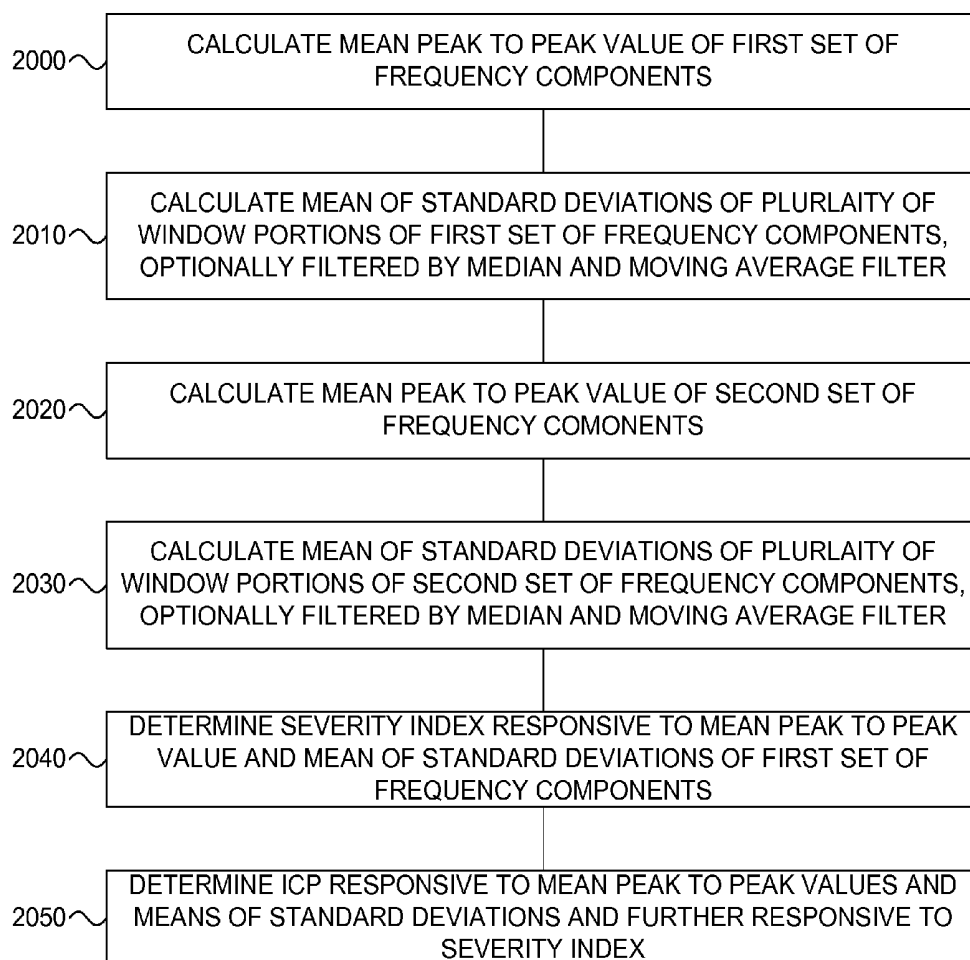 2000
CALCULATE MEAN PEAK TO PEAK VALUE OF FIRST SET OF
FREQUENCY COMPONENTS
2010
CALCULATE MEAN OF STANDARD DEVIATIONS OF PLURLAITY OF
WINDOW PORTIONS OF FIRST SET OF FREQUENCY COMPONENTS,
OPTIONALLY FILTERED BY MEDIAN AND MOVING AVERAGE FILTER
2020
CALCULATE MEAN PEAK TO PEAK VALUE OF SECOND SET OF
FREQUENCY COMONENTS
2030
CALCULATE MEAN OF STANDARD DEVIATIONS OF PLURLAITY OF
WINDOW PORTIONS OF SECOND SET OF FREQUENCY COMPONENTS,
OPTIONALLY FILTERED BY MEDIAN AND MOVING AVERAGE FILTER
2040
DETERMINE SEVERITY INDEX RESPONSIVE TO MEAN PEAK TO PEAK
VALUE AND MEAN OF STANDARD DEVIATIONS OF FIRST SET OF
FREQUENCY COMPONENTS
2050
DETERMINE ICP RESPONSIVE TO MEAN PEAK TO PEAK VALUES AND
MEANS OF STANDARD DEVIATIONS AND FURTHER RESPONSIVE TO
SEVERITY INDEX